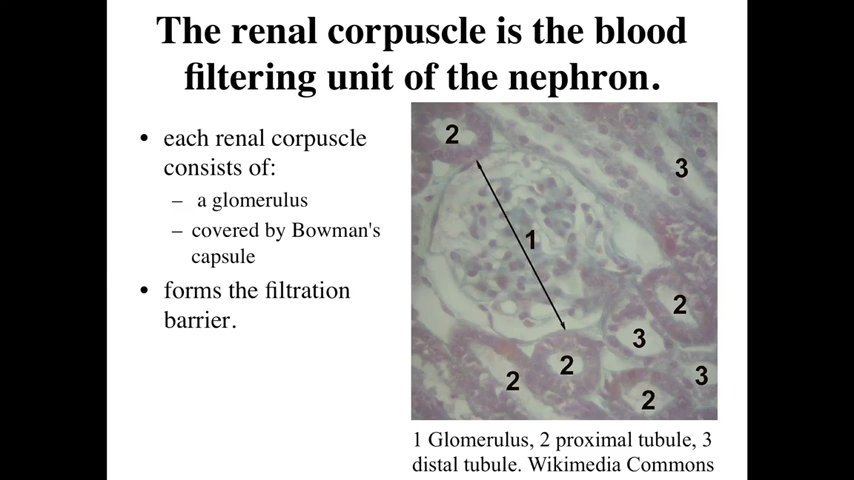 The renal corpuscle is the blood
filtering unit of the nephron.
• each renal corpuscle
consists of:
– a glomerulus
– covered by Bowman's
capsule
• forms the filtration
barrier.
2
3
1
2
3
2
2
3
2
1 Glomerulus, 2 proximal tubule, 3
distal tubule. Wikimedia Commons